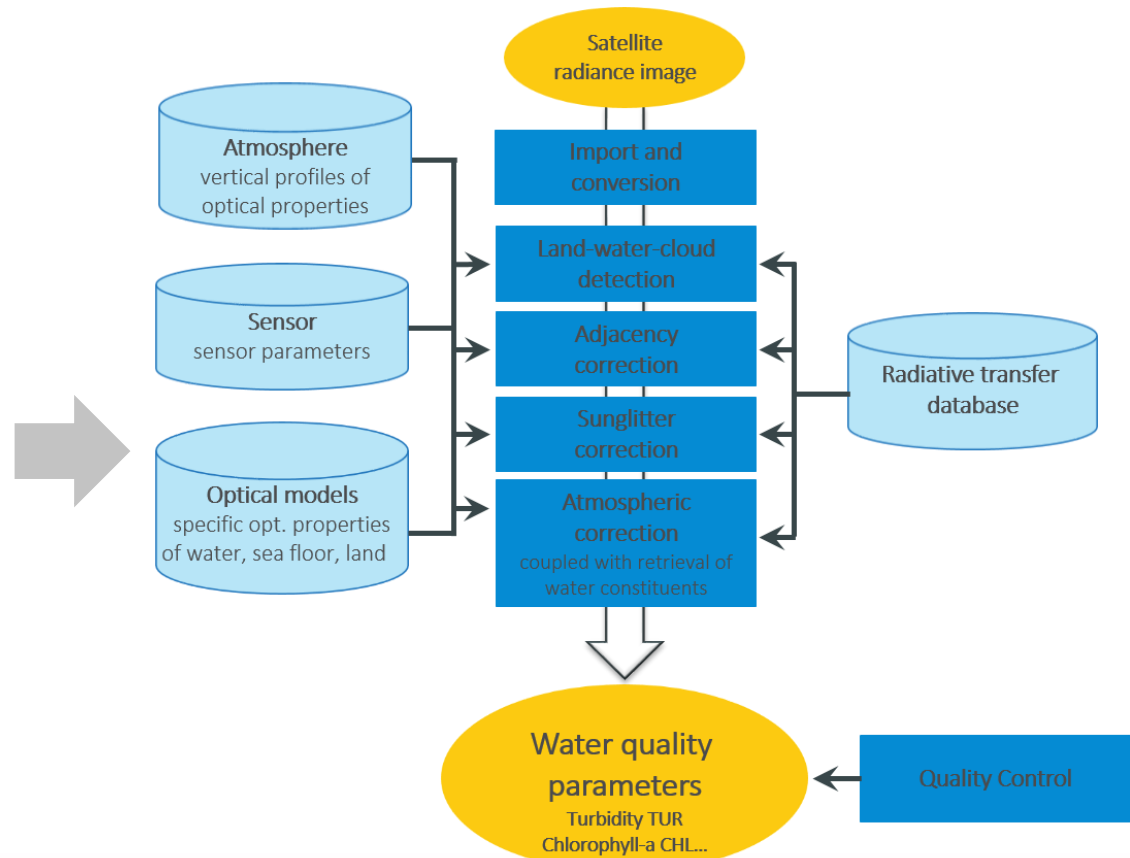 Satellite
radiance image
Atmosphere
vertical profiles of
optical properties
Import and
conversion
Land-water-cloud
detection
Sensor
sensor parameters
Adjacency
correction
Radiative transfer
database
Sunglitter
correction
Optical models
specific opt. properties
of water, sea floor, land
Atmospheric
correction
coupled with retrieval of
water constituents
Water quality
parameters
Turbidity TUR
Chlorophyll-a CHL...
Quality Control